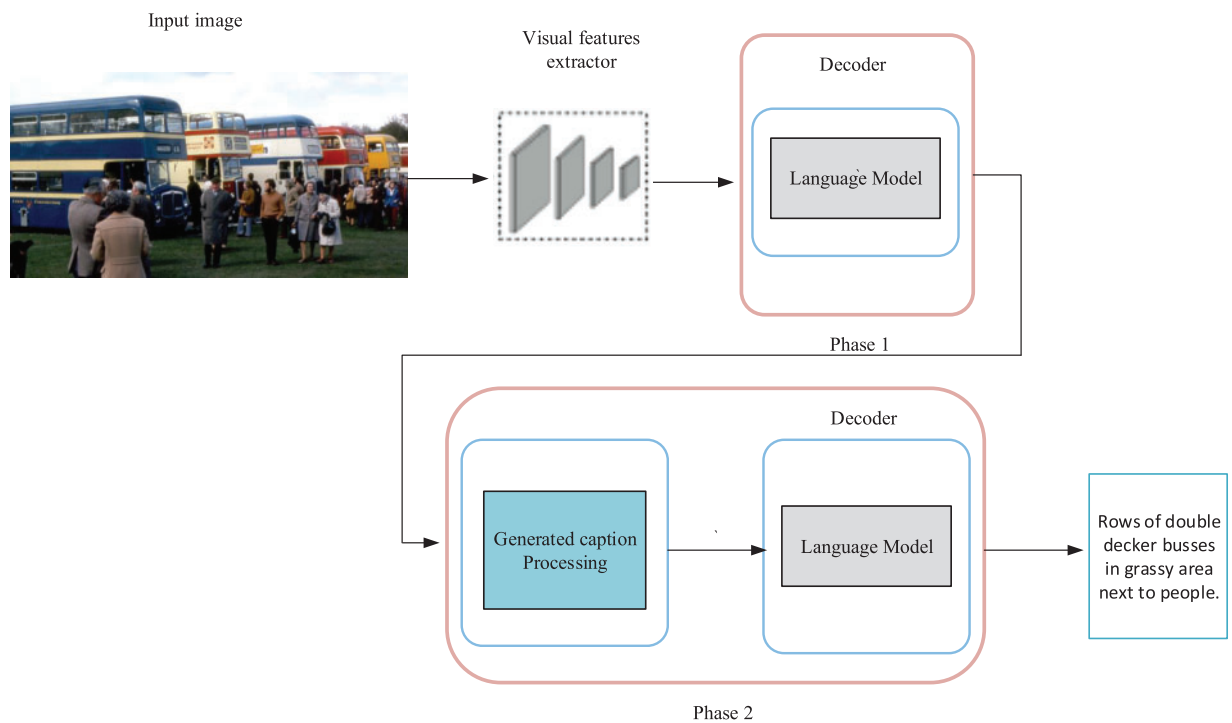 Input image
Visual features
extractor
Decoder
Language Model
Phase 1
Decoder
Generated caption
Processing
Language Model
Rows of double
decker busses
in grassy area
next to people.
Phase 2